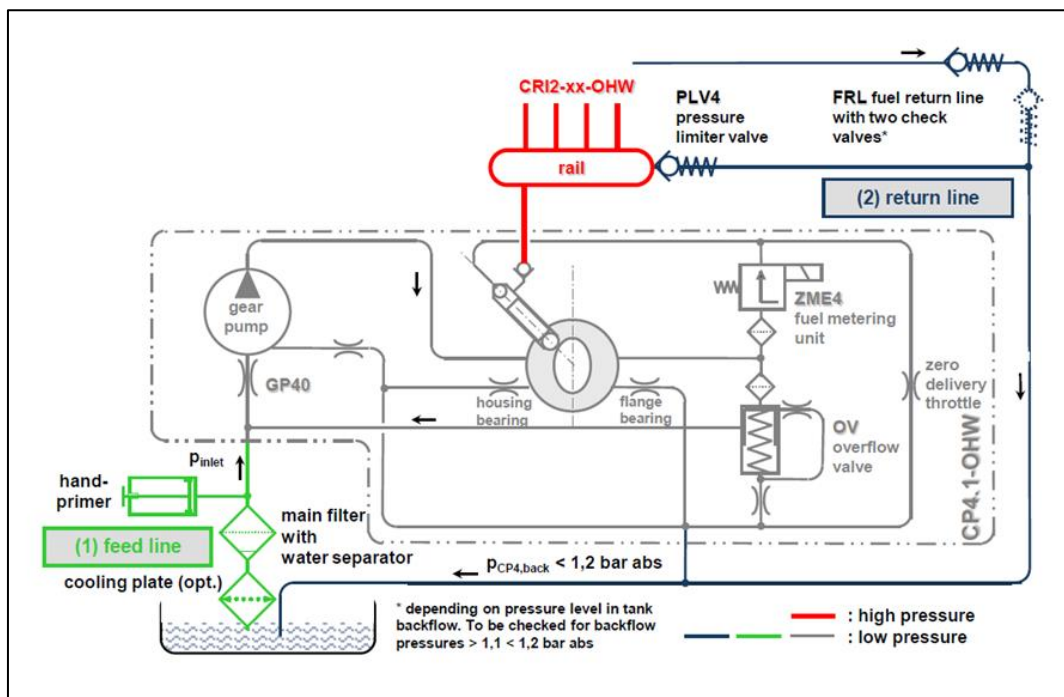 CRI2-xx-OHW
PLV4
pressure
limiter valve
FRL fuel return line
with two check
valves*
rail
(2) return line
gear
pump
ZME4
fuel metering
unit
GP40
housing
bearing
flange
bearing
zero
delivery
throttle
OV
overflow
valve
CP4.1-OHW
pinlet
hand-
primer
main filter
with
water separator
(1) feed line
cooling plate (opt.)
pCP4,back < 1,2 bar abs
* depending on pressure level in tank
backflow. To be checked for backflow
pressures > 1,1 < 1,2 bar abs
: high pressure
: low pressure